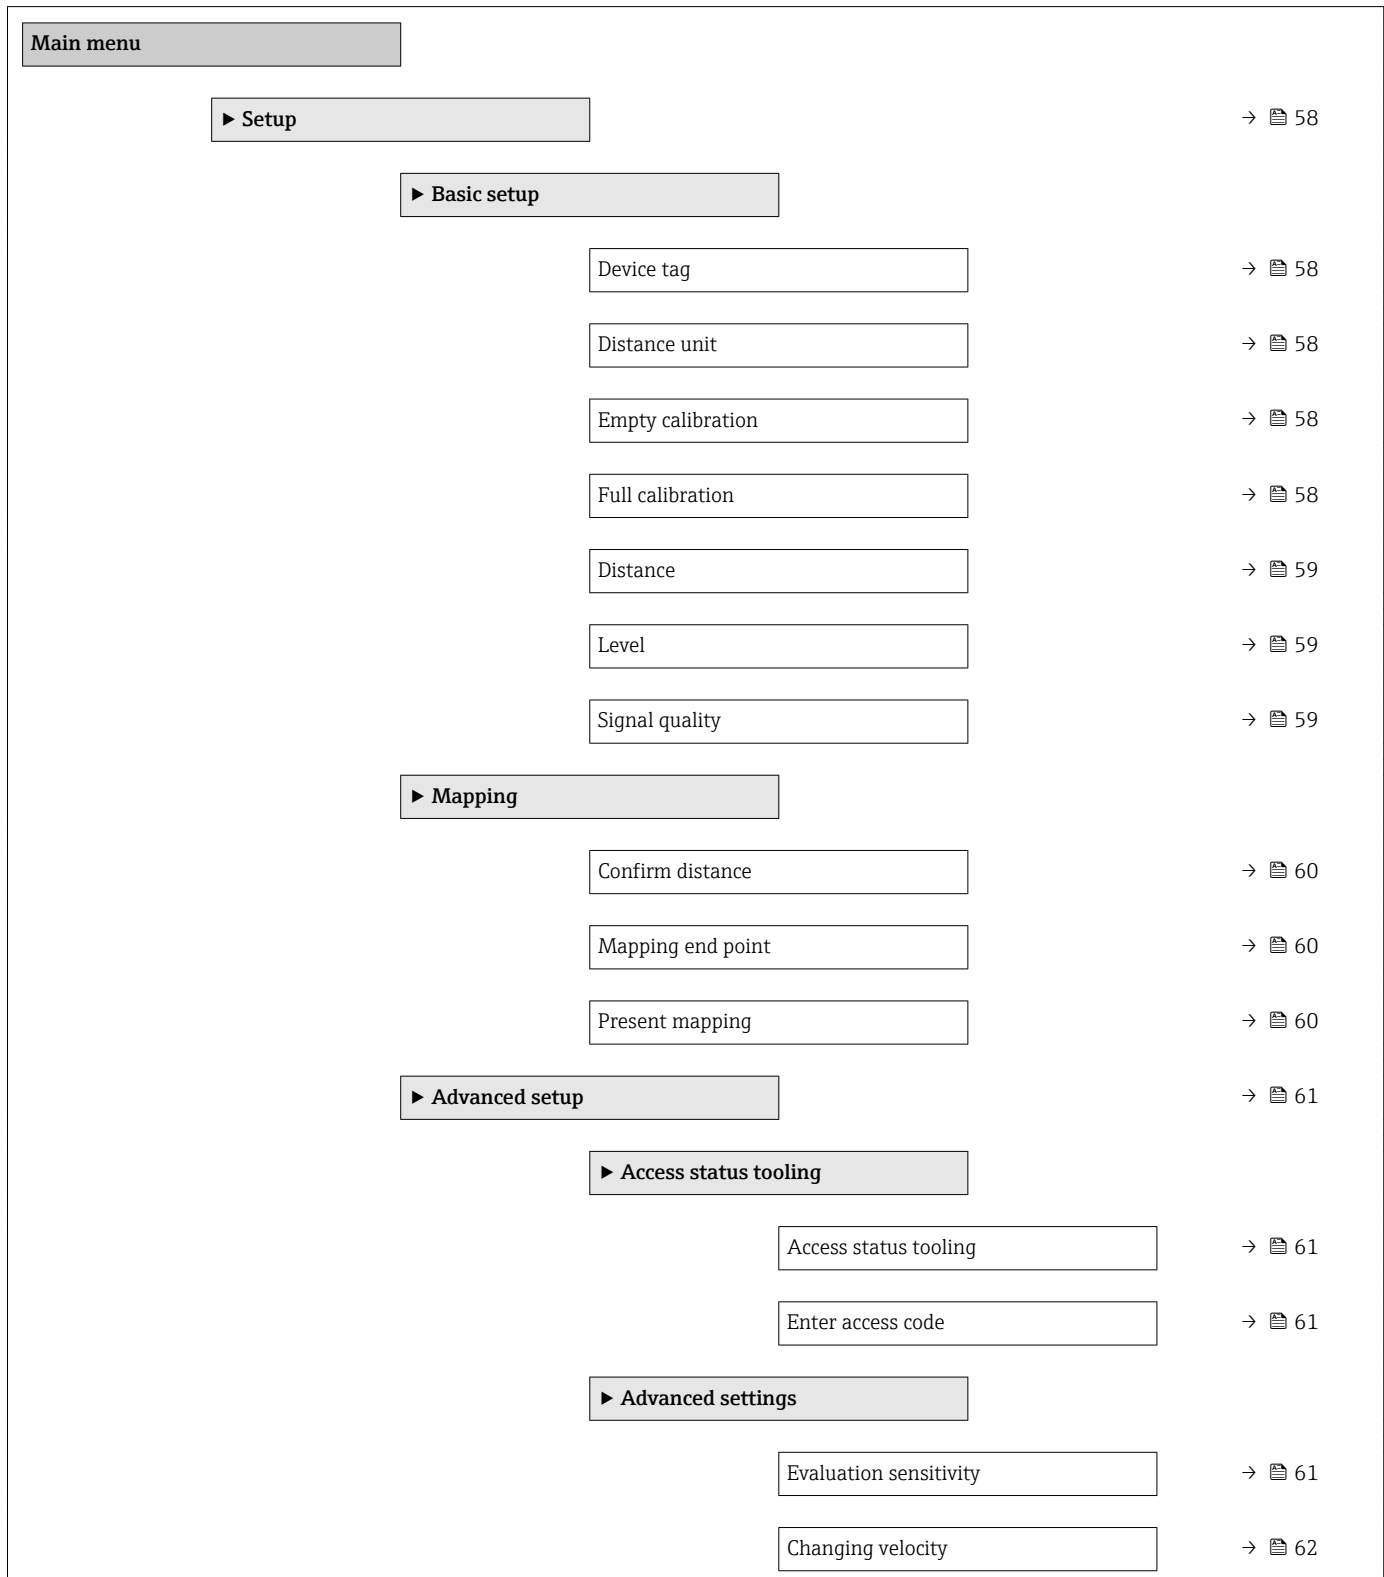 Main menu
▶ Setup → 🖹 58
▶ Basic setup
Device tag → 🖹 58
Distance unit → 🖹 58
Empty calibration → 🖹 58
Full calibration → 🖹 58
Distance → 🖹 59
Level → 🖹 59
Signal quality → 🖹 59
▶ Mapping
Confirm distance → 🖹 60
Mapping end point → 🖹 60
Present mapping → 🖹 60
▶ Advanced setup → 🖹 61
▶ Access status tooling
Access status tooling → 🖹 61
Enter access code → 🖹 61
▶ Advanced settings
Evaluation sensitivity → 🖹 61
Changing velocity → 🖹 62